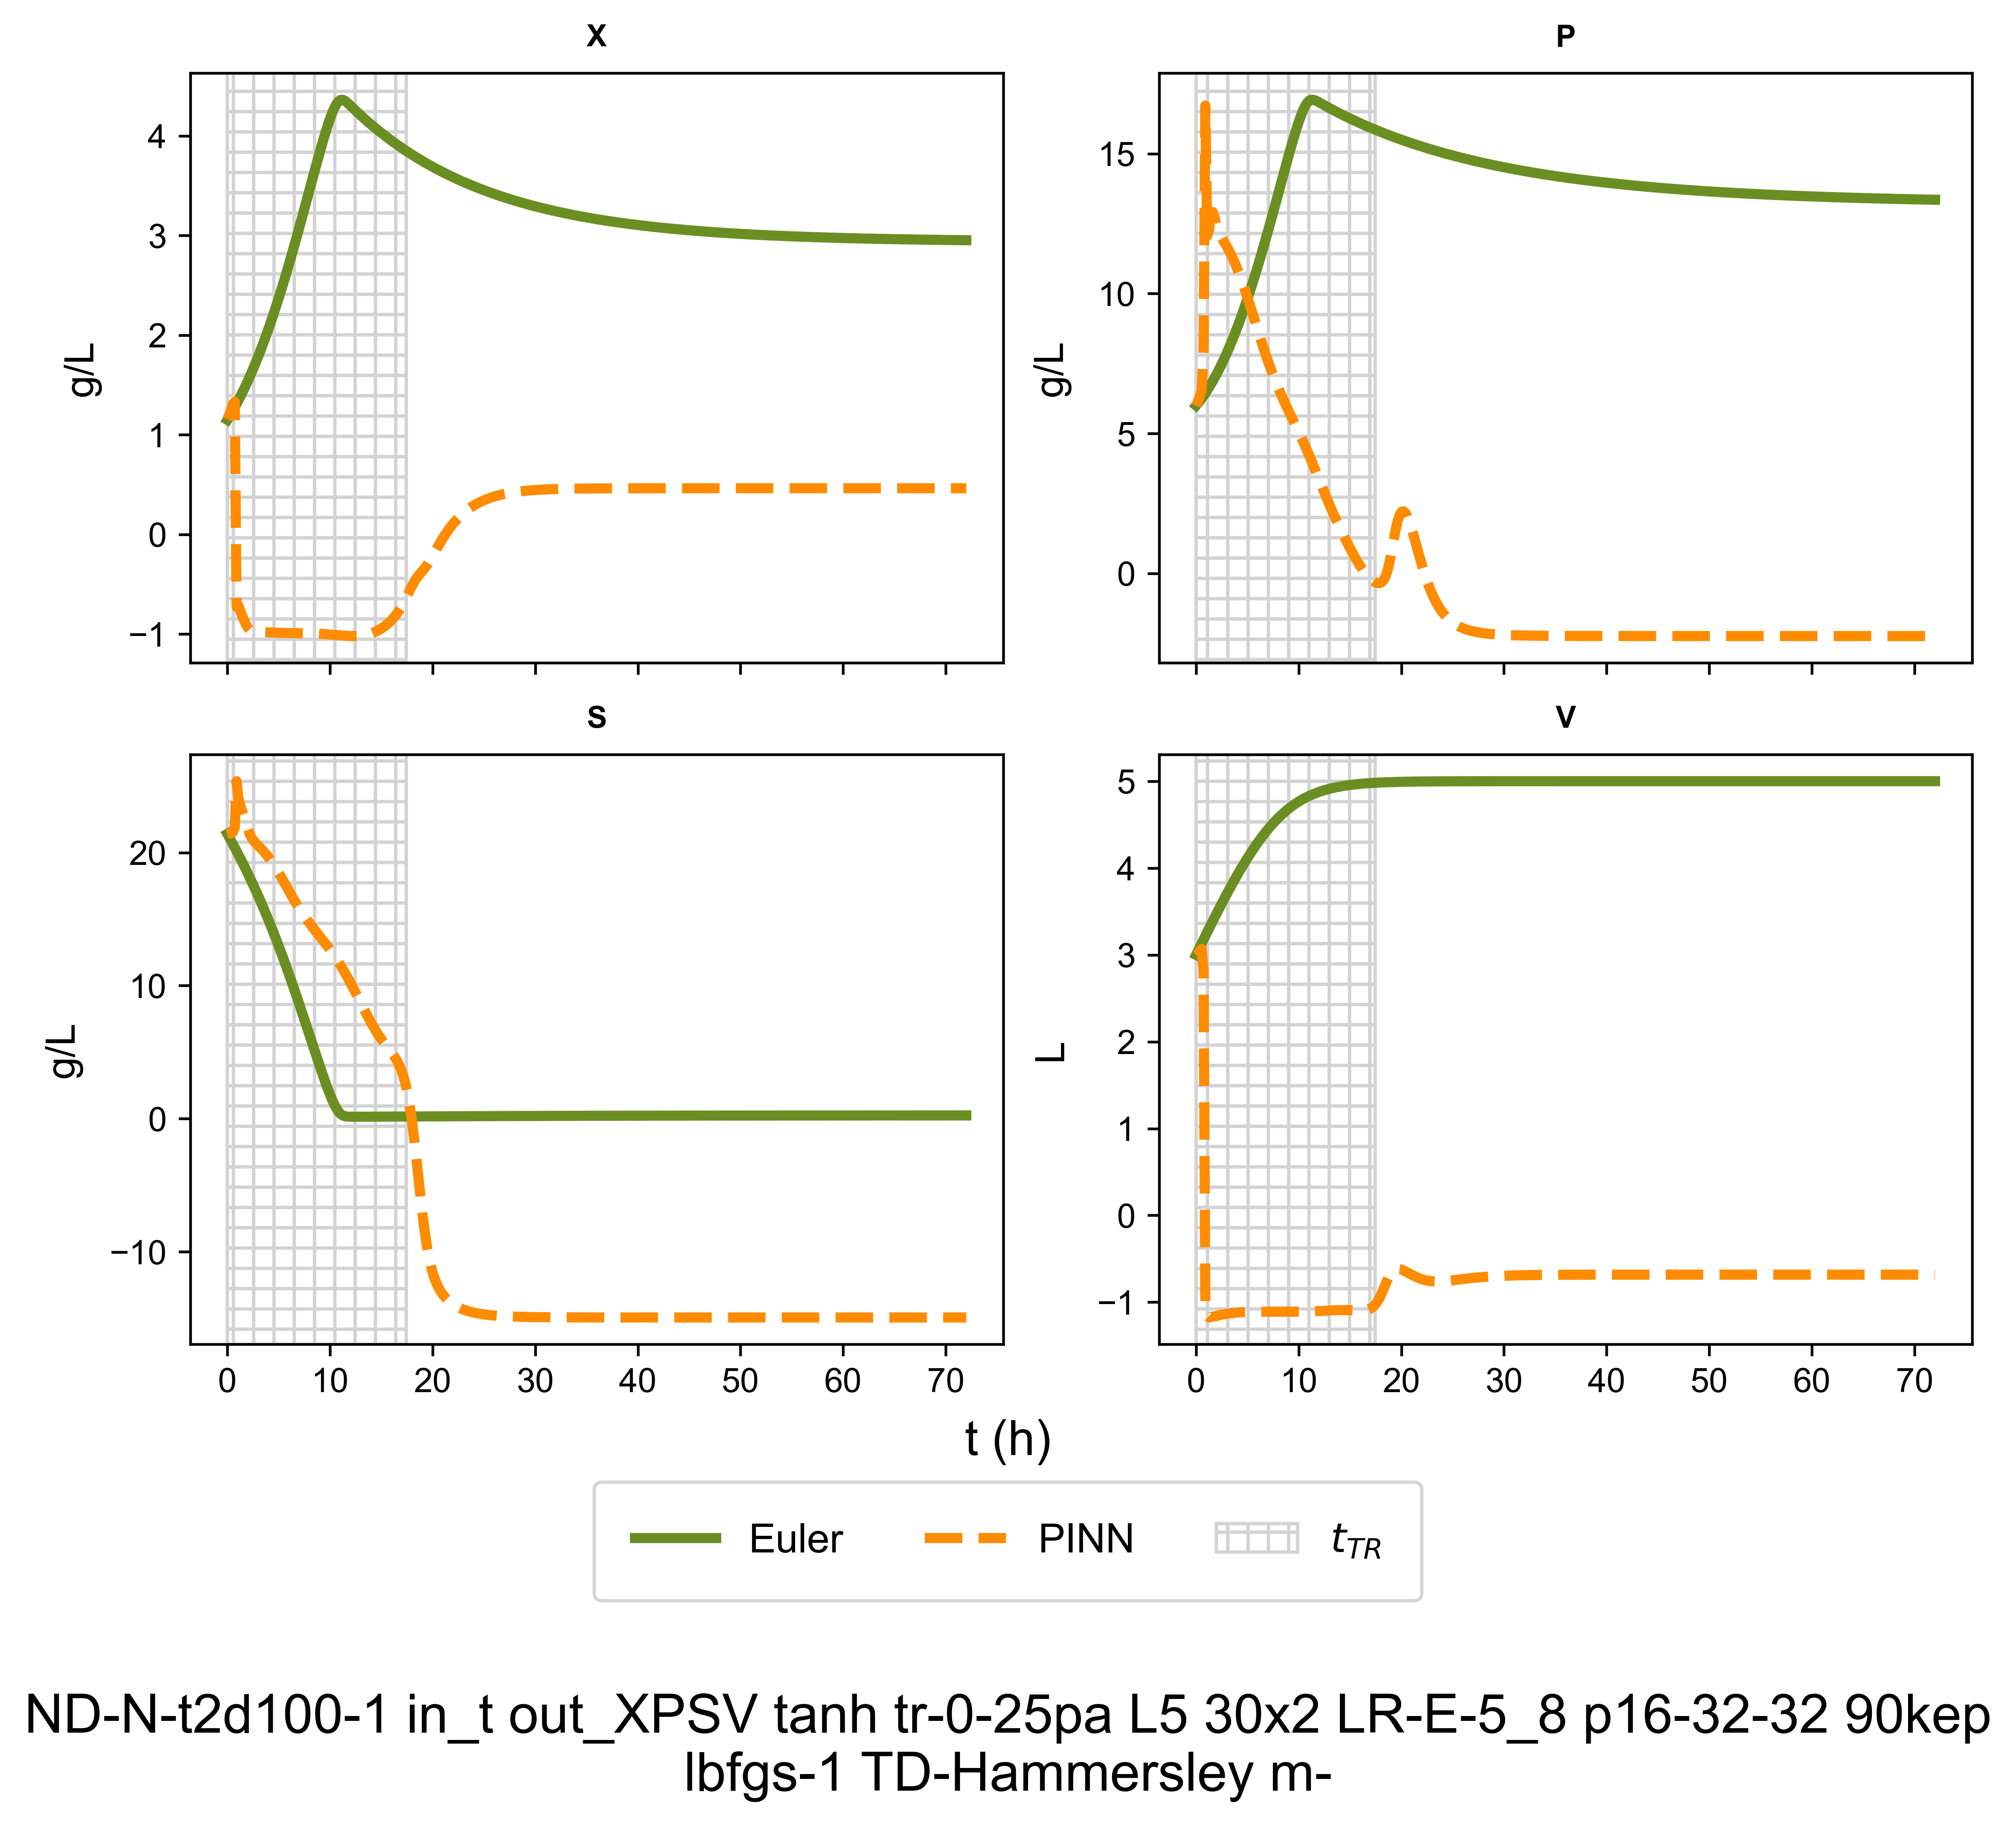 X
P
4
3
2
1
0
−1
g/L
15
10
5
0
g/L
S
V
20
10
0
−10
g/L
5
4
3
2
1
0
−1
L
0 10 20 30 40 50 60 70
0 10 20 30 40 50 60 70
t (h)
Euler PINN t_TR
ND-N-t2d100-1 in_t out_XPSV tanh tr-0-25pa L5 30x2 LR-E-5_8 p16-32-32 90kep
lbfgs-1 TD-Hammersley m-